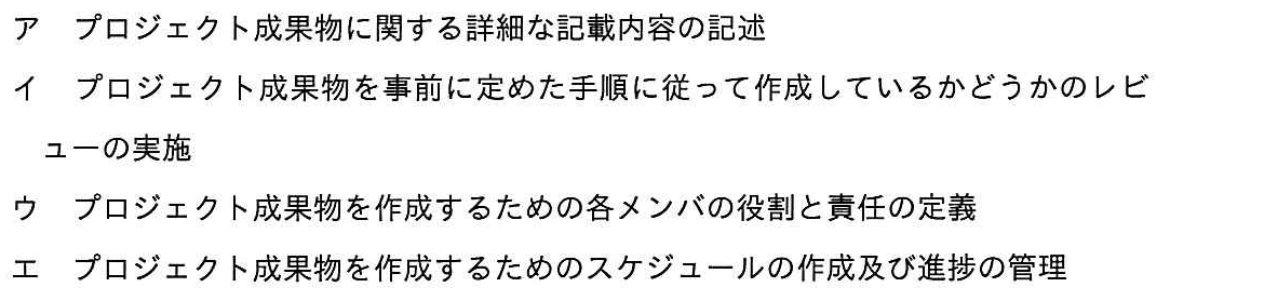 ア　プロジェクト成果物に関する詳細な記載内容の記述
イ　プロジェクト成果物を事前に定めた手順に従って作成しているかどうかのレビ
ューの実施
ウ　プロジェクト成果物を作成するための各メンバの役割と責任の定義
エ　プロジェクト成果物を作成するためのスケジュールの作成及び進捗の管理